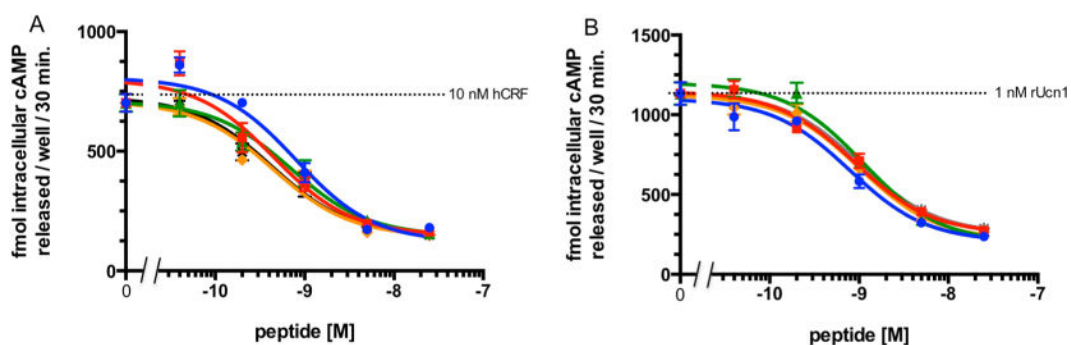 A
fmol intracellular cAMP
released / well / 30 min.
1000
500
0
10 nM hCRF
0
-10
-9
-8
-7
peptide [M]
B
fmol intracellular cAMP
released / well / 30 min.
1500
1000
500
0
1 nM rUcn1
0
-10
-9
-8
-7
peptide [M]